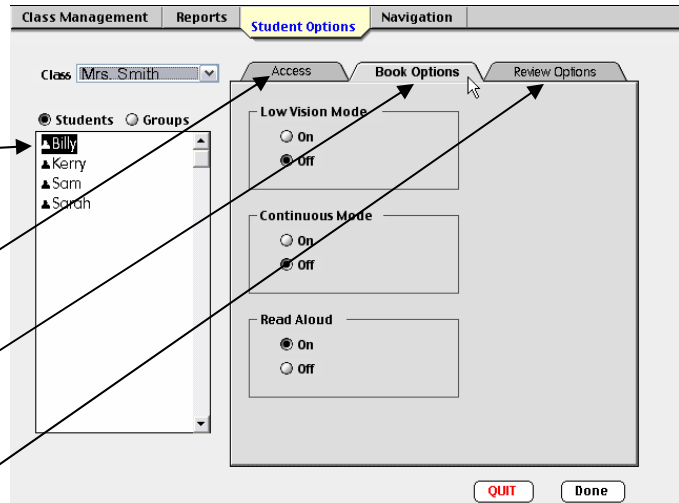 Class Management Reports Student Options Navigation
Class Mrs. Smith
Students Groups
Billy
Kerry
Sam
Sarah
Access Book Options Review Options
Low Vision Mode
On
Off
Continuous Mode
On
Off
Read Aloud
On
Off
QUIT Done